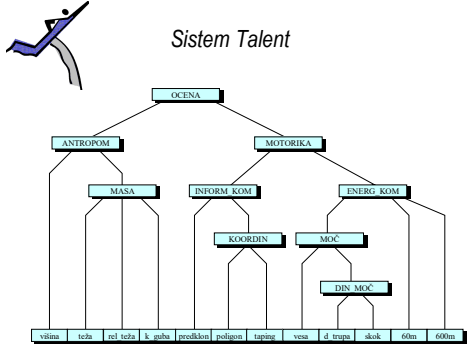 Sistem Talent
OCENA
ANTROPOM MOTORIKA
MASA INFORM_KOM ENERG_KOM
KOORDIN MOČ
DIN_MOČ
višina teža rel_teža k_guba predklon poligon taping vesa d_trupa skok 60m 600m